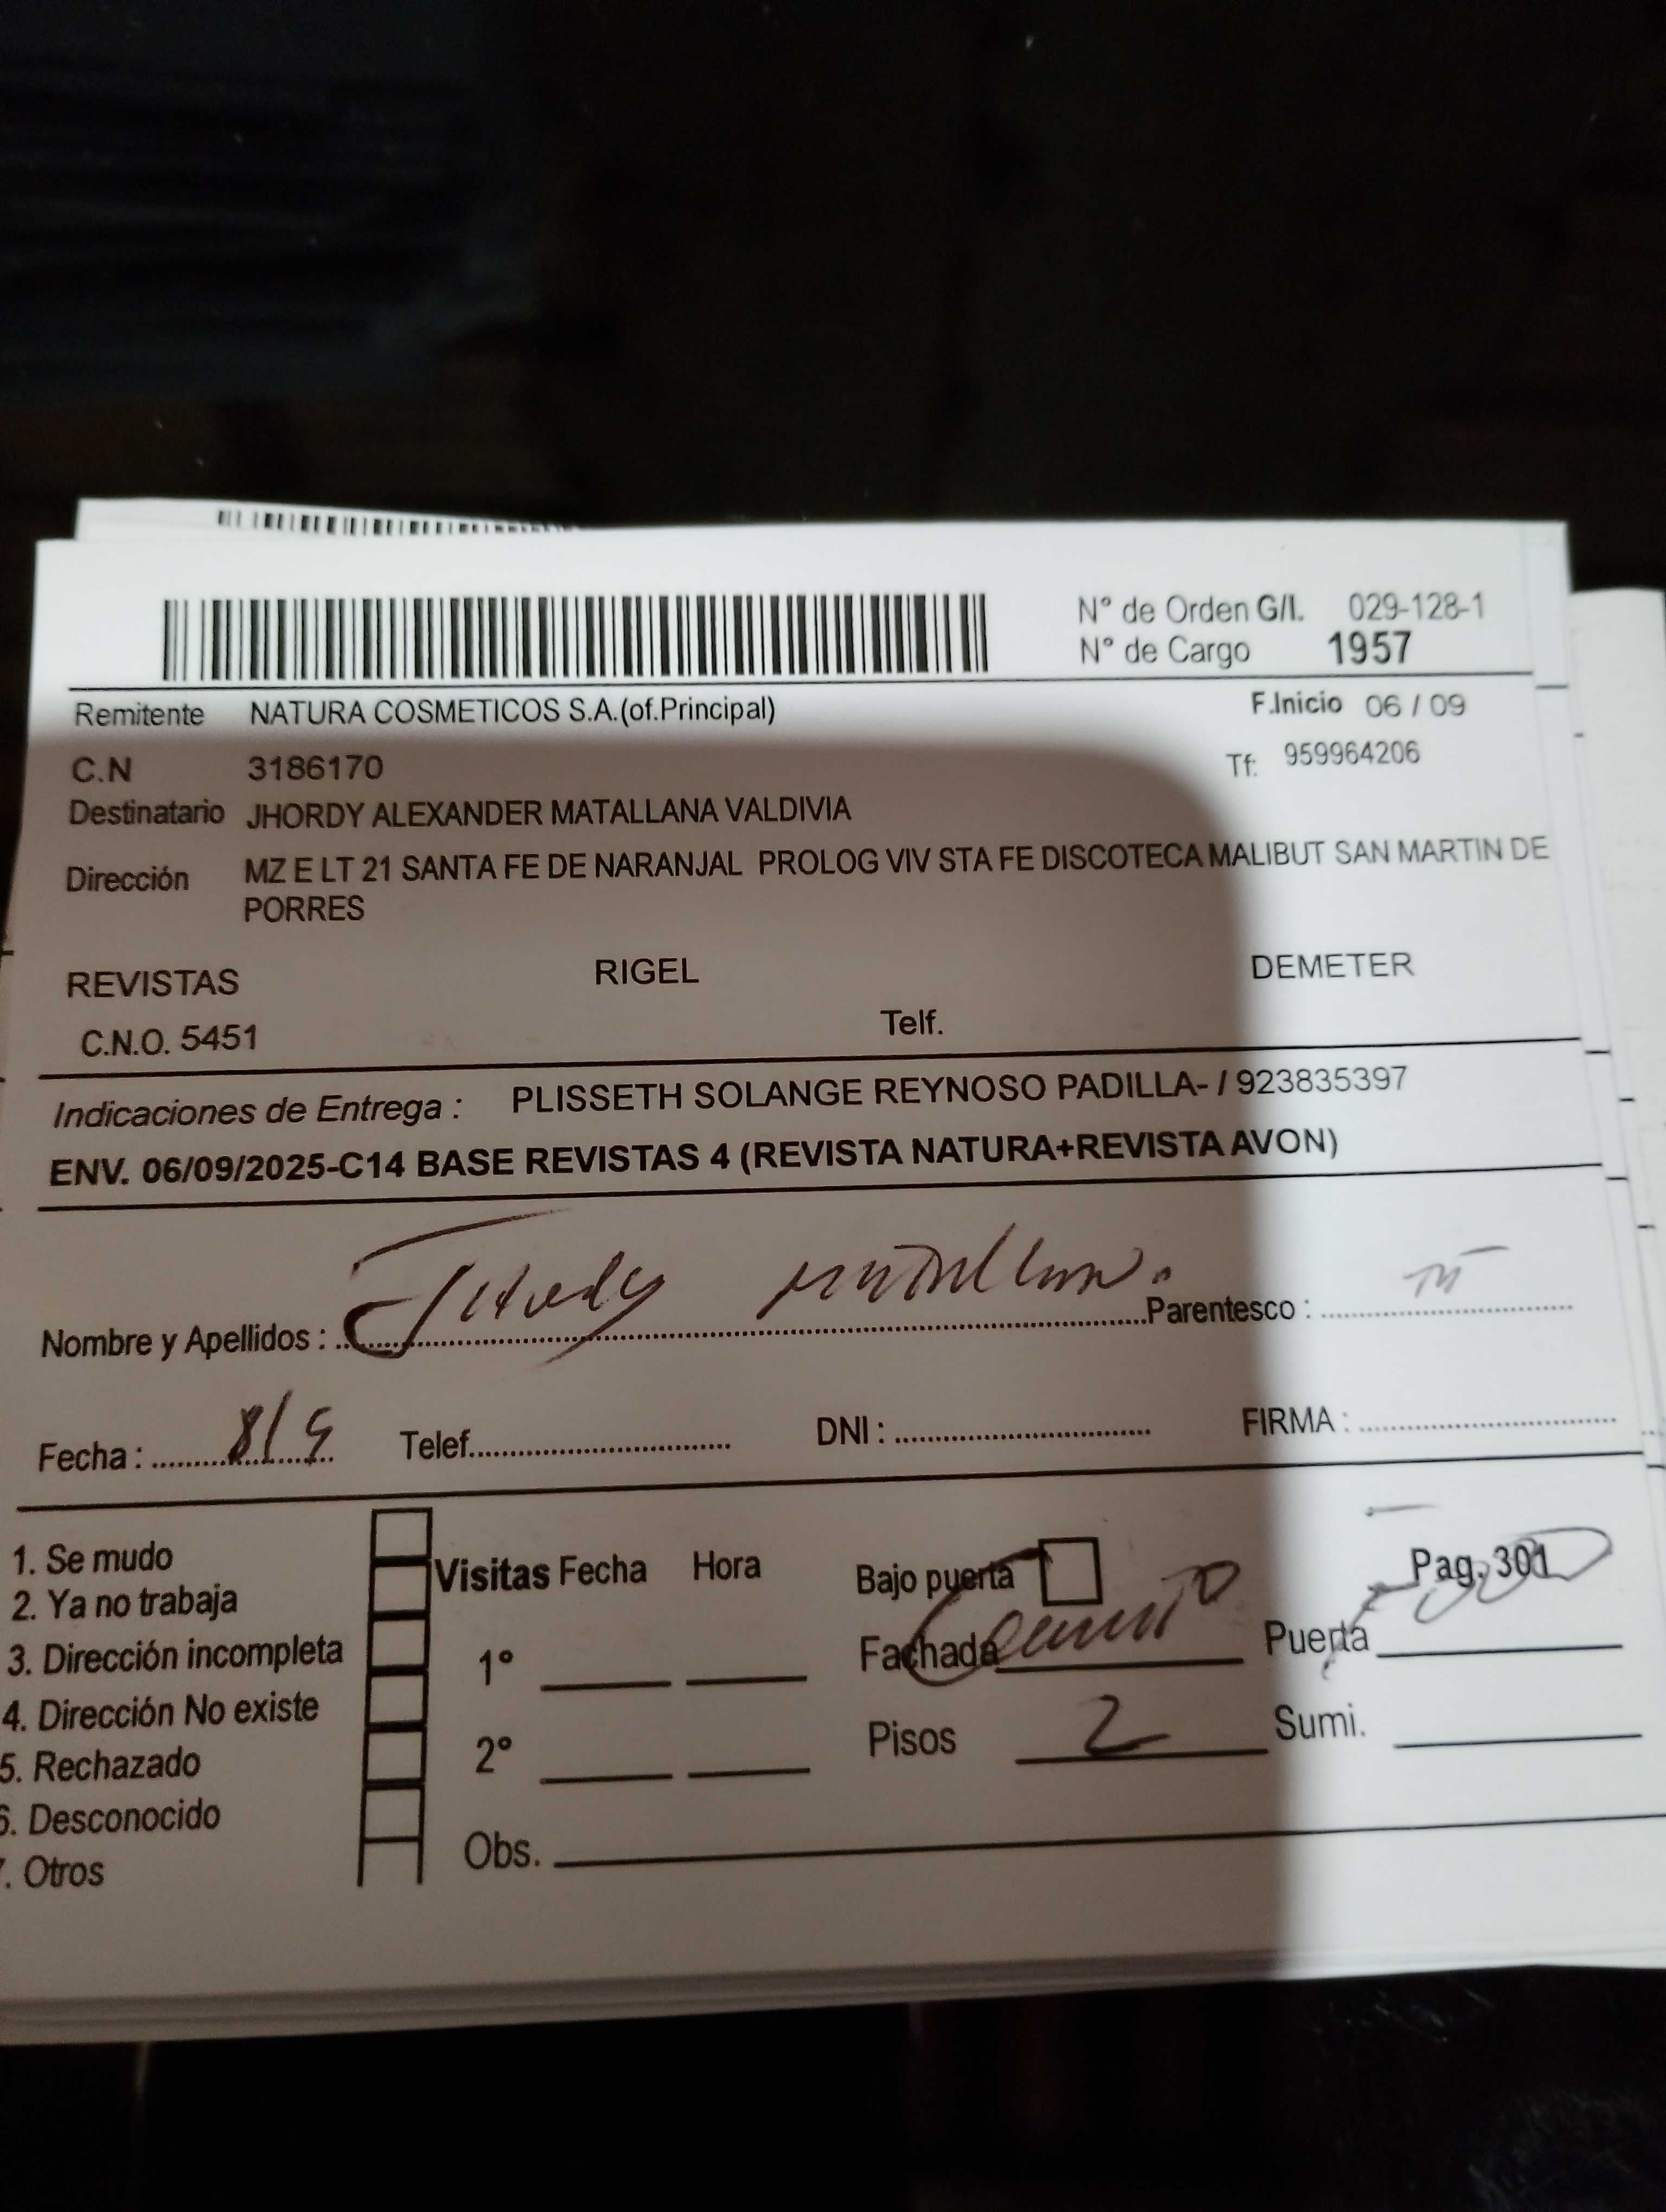 N° de Orden G/I. 029-128-1
N° de Cargo 1957
Remitente NATURA COSMETICOS S.A.(of.Principal) F.Inicio 06 / 09
C.N 3186170 Tf: 959964206
Destinatario JHORDY ALEXANDER MATALLANA VALDIVIA
Dirección MZ E LT 21 SANTA FE DE NARANJAL PROLOG VIV STA FE DISCOTECA MALIBUT SAN MARTIN DE
PORRES
REVISTAS RIGEL DEMETER
C.N.O. 5451 Telf.
Indicaciones de Entrega : PLISSETH SOLANGE REYNOSO PADILLA- / 923835397
ENV. 06/09/2025-C14 BASE REVISTAS 4 (REVISTA NATURA+REVISTA AVON)
Nombre y Apellidos : Parentesco :
Fecha : 8/9 Telef. DNI : FIRMA :
1. Se mudo
2. Ya no trabaja
3. Dirección incompleta
4. Dirección No existe
5. Rechazado
6. Desconocido
7. Otros
Visitas Fecha Hora
1°
2°
Obs.
Bajo puerta Pag. 301
Fachada Puerta
Pisos 2 Sumi.